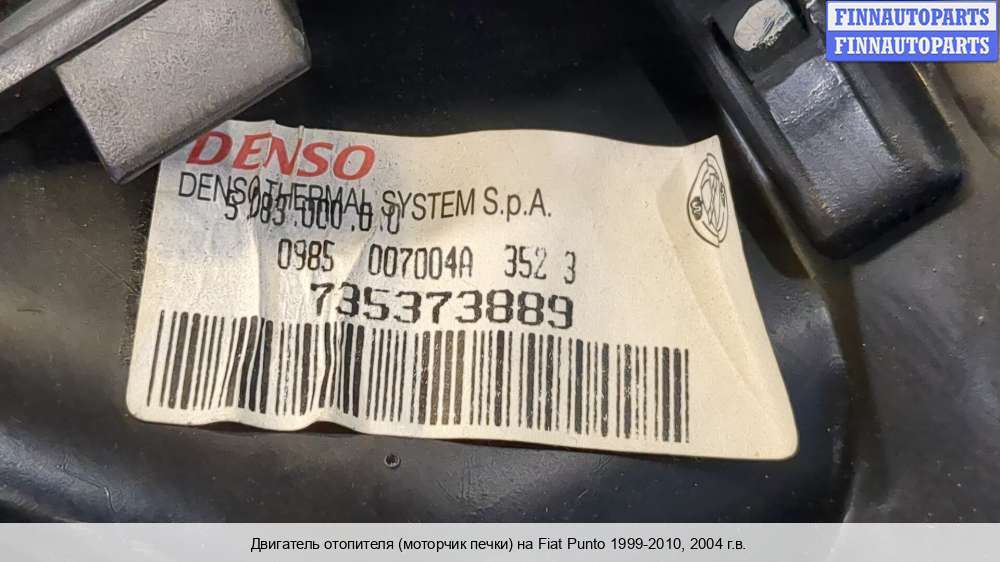 FINNAUTOPARTS
FINNAUTOPARTS
DENSO
DENSO THERMAL SYSTEM S.p.A.
0985 007004A 352 3
735373889
Двигатель отопителя (моторчик печки) на Fiat Punto 1999-2010, 2004 г.в.